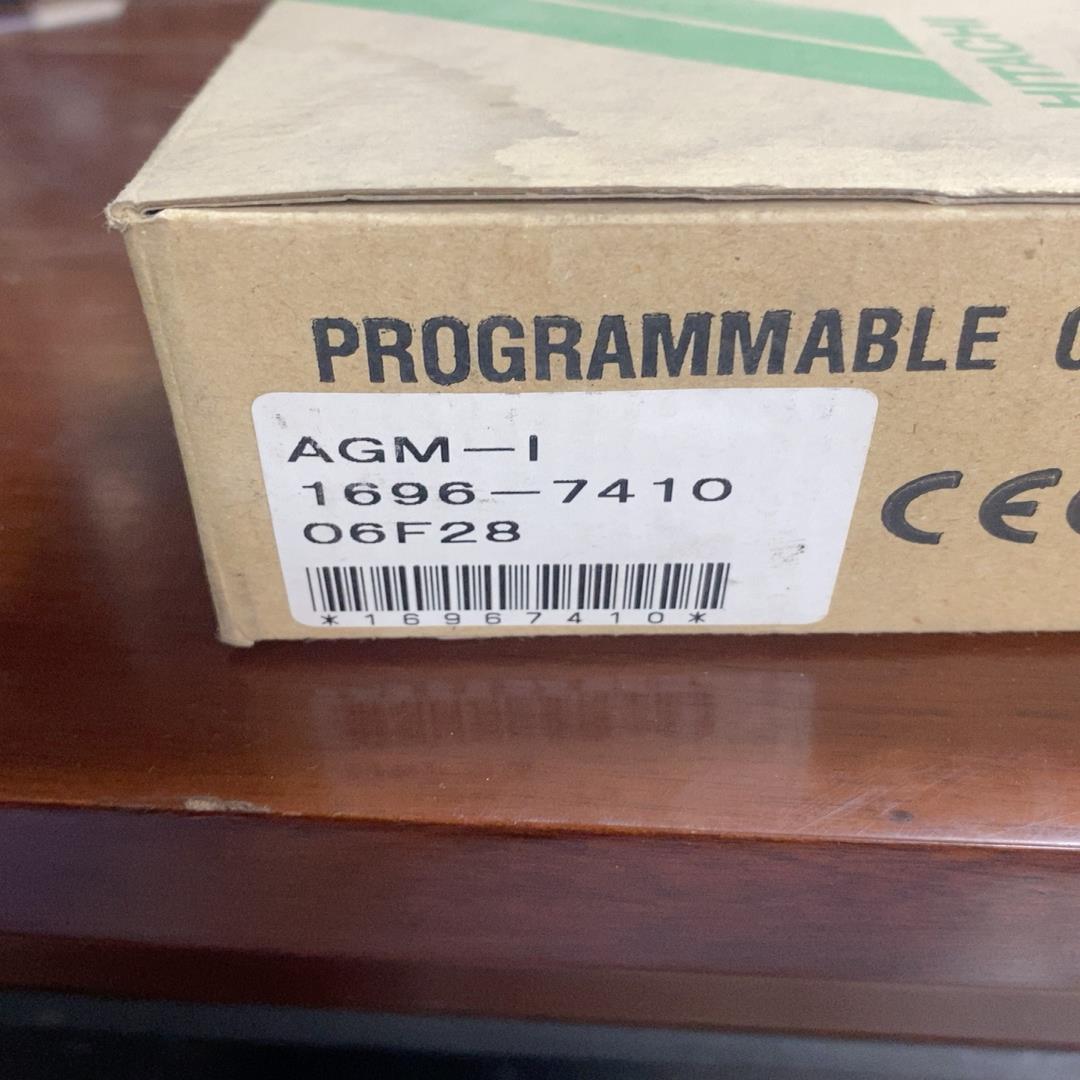 HITACHI
PROGRAMMABLE C
AGM-I
1696-7410
06F28
*16967410*
CE